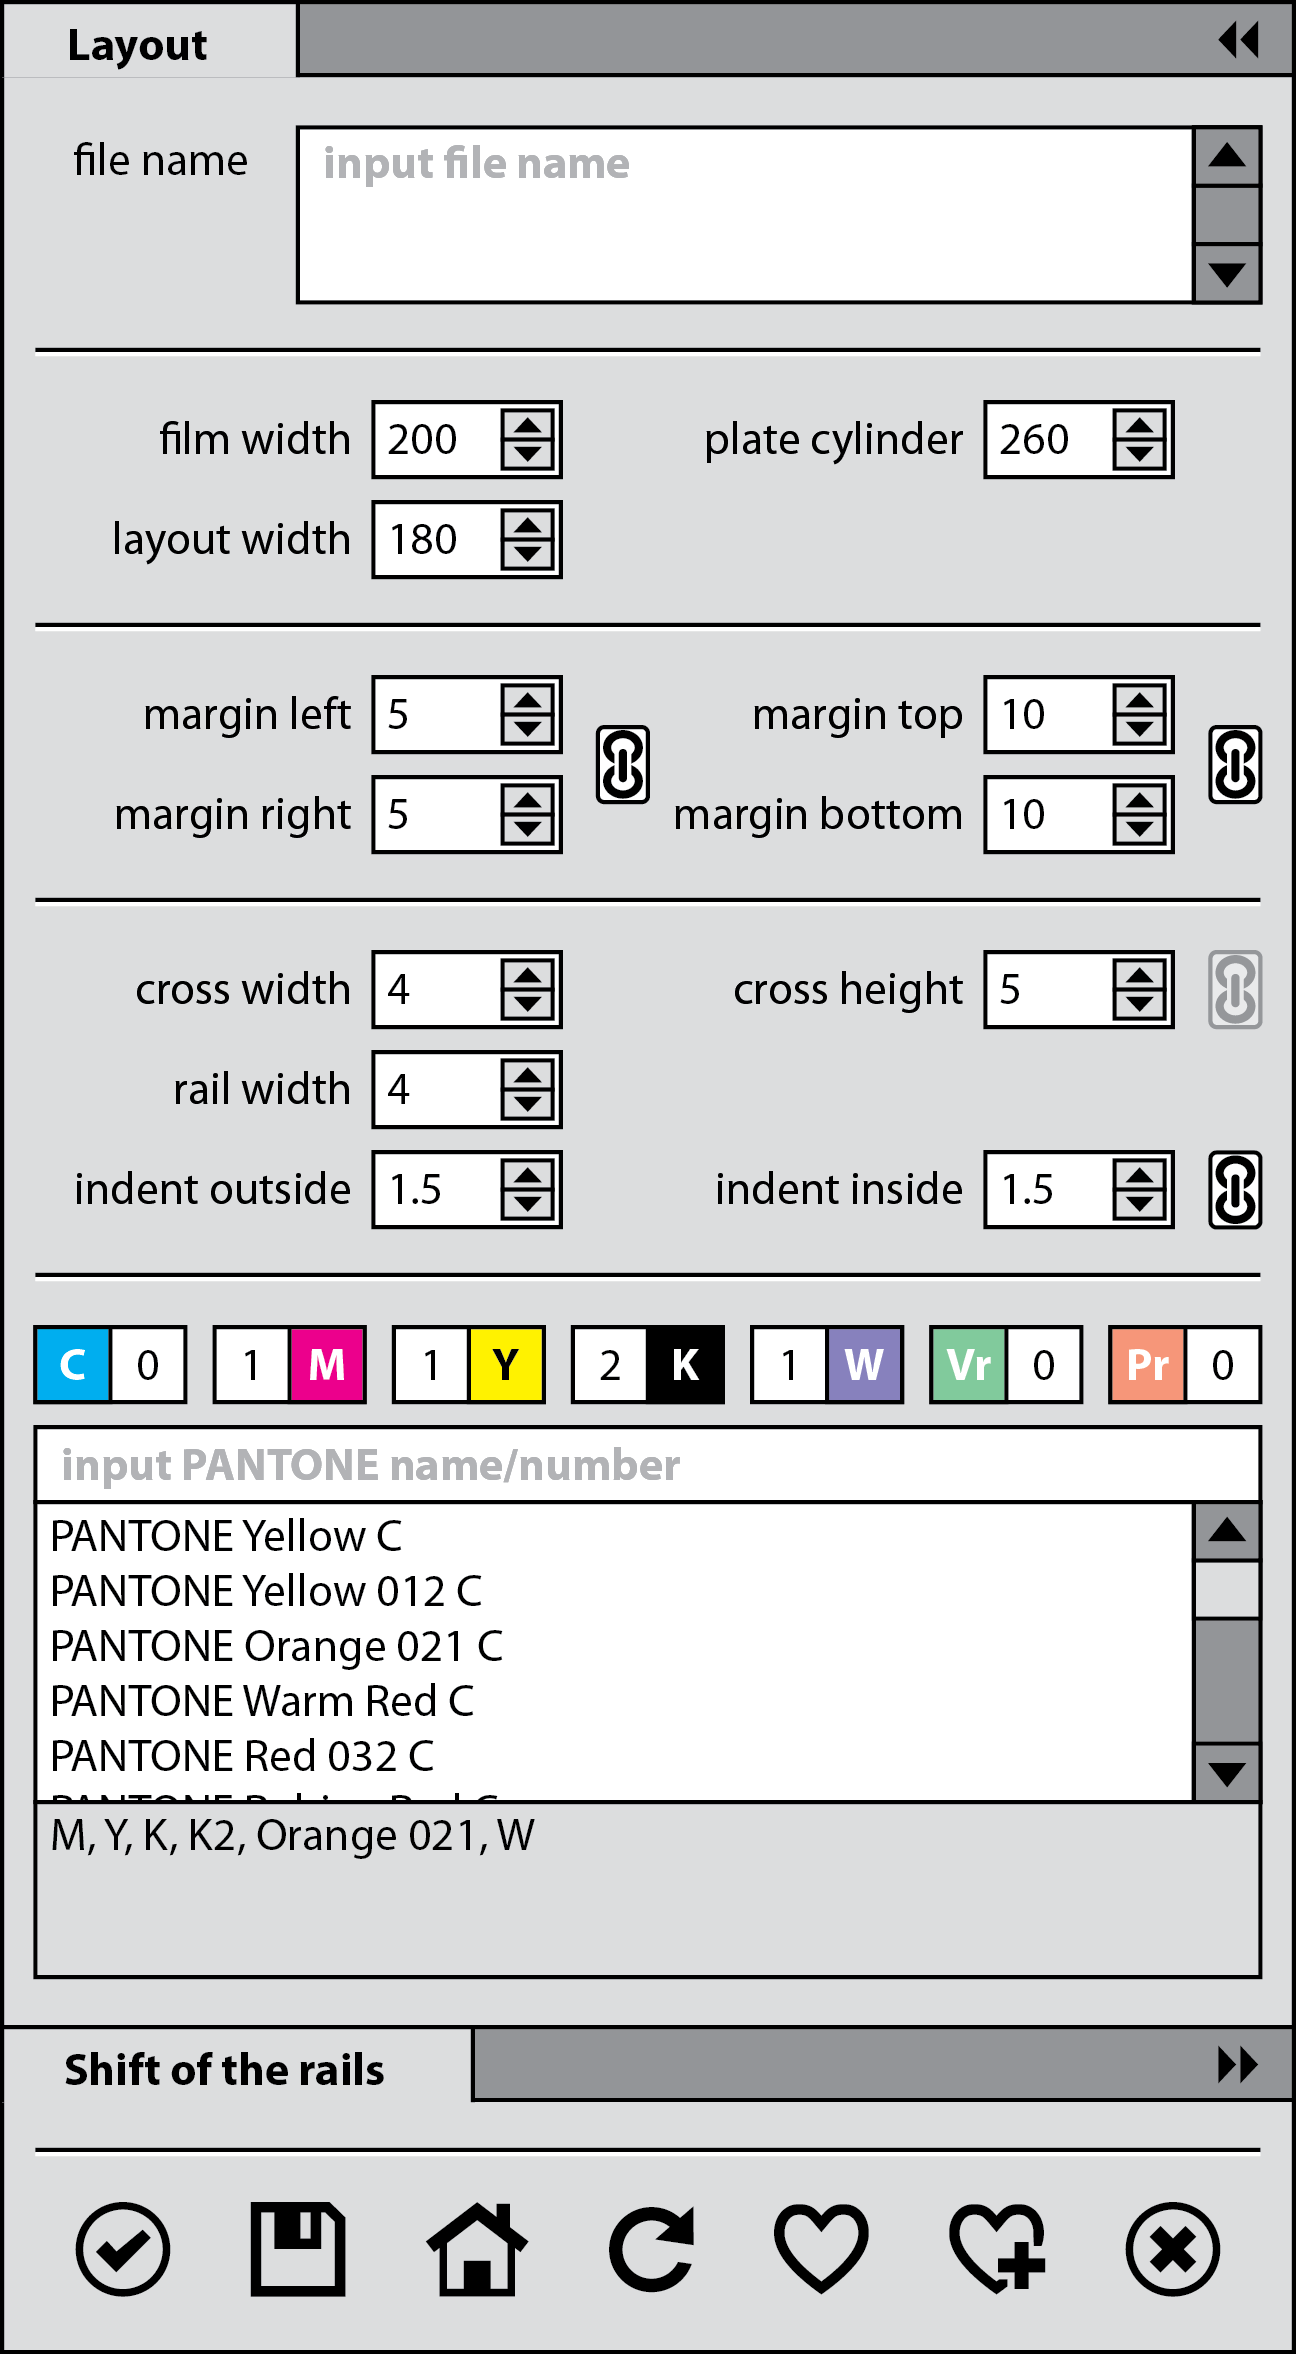 Layout
file name
input file name
film width 200 plate cylinder 260
layout width 180
margin left 5 margin top 10
margin right 5 margin bottom 10
cross width 4 cross height 5
rail width 4
indent outside 1.5 indent inside 1.5
C 0 1 M 1 Y 2 K 1 W Vr 0 Pr 0
input PANTONE name/number
PANTONE Yellow C
PANTONE Yellow 012 C
PANTONE Orange 021 C
PANTONE Warm Red C
PANTONE Red 032 C
M, Y, K, K2, Orange 021, W
Shift of the rails